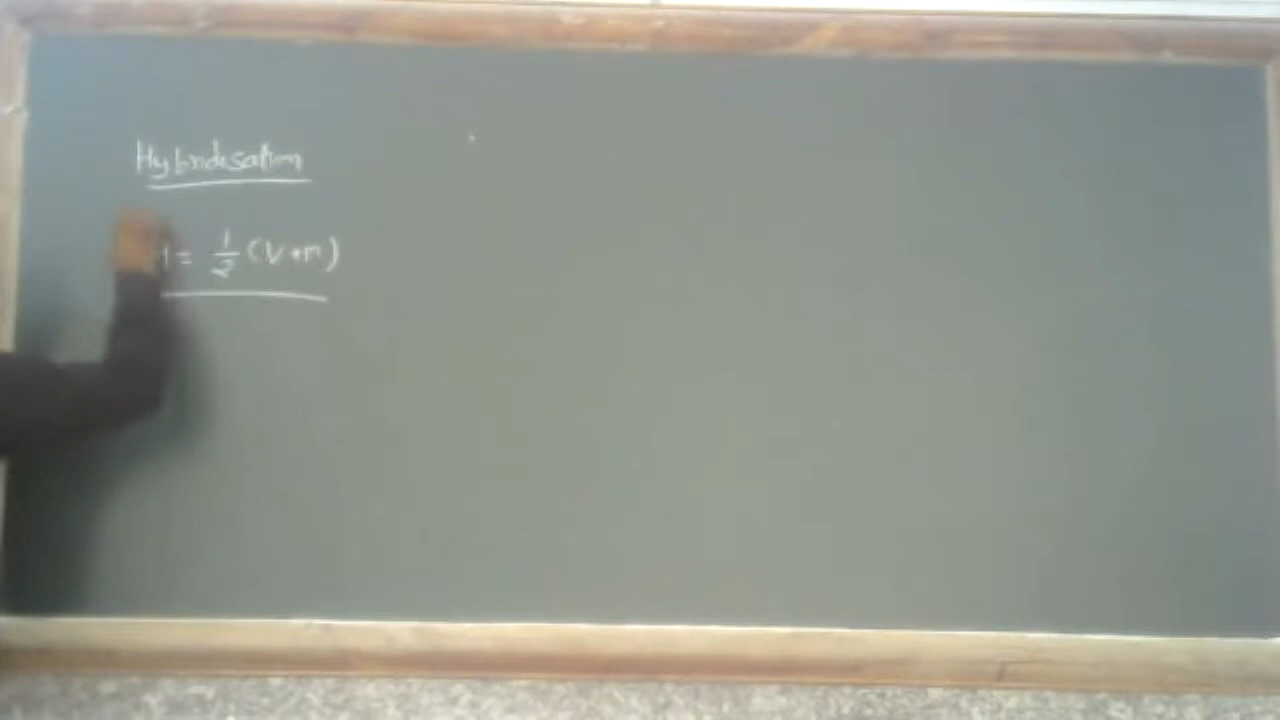 Hybridisation
= 1/2 (V+m)